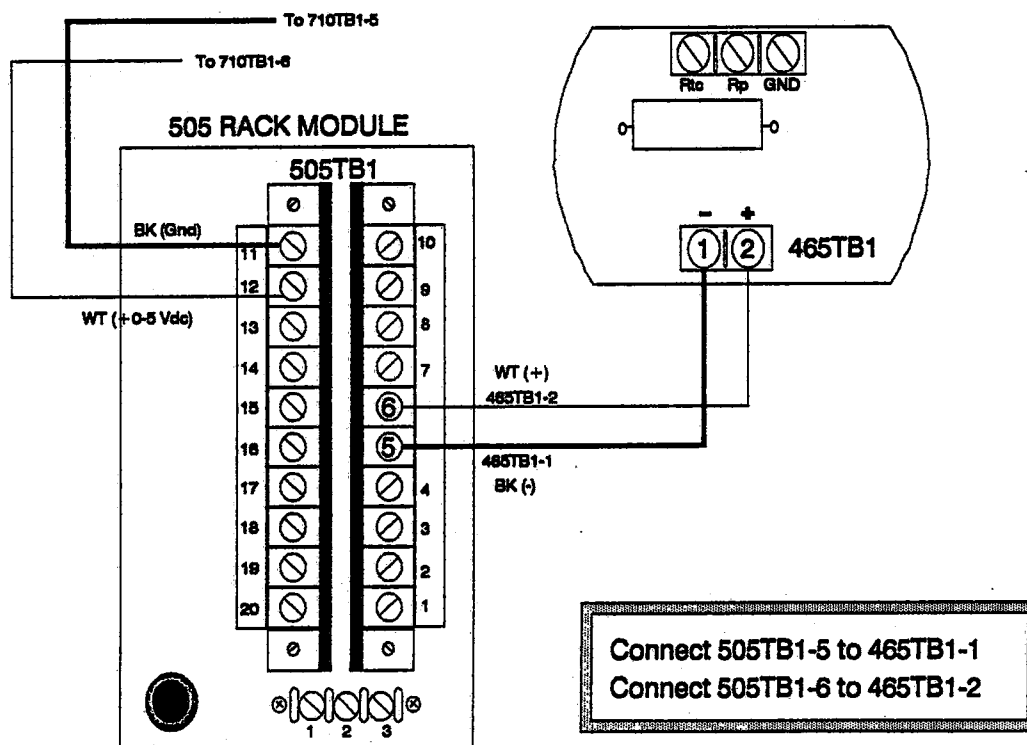 To 710TB1-5
To 710TB1-6
505 RACK MODULE
505TB1
BK (Gnd)
WT (+0-5 Vdc)
11
12
13
14
15
16
17
18
19
20
10
9
8
7
6
5
4
3
2
1
1 2 3
Rtc Rp GND
- +
1 2
465TB1
WT (+)
465TB1-2
465TB1-1
BK (-)
Connect 505TB1-5 to 465TB1-1
Connect 505TB1-6 to 465TB1-2